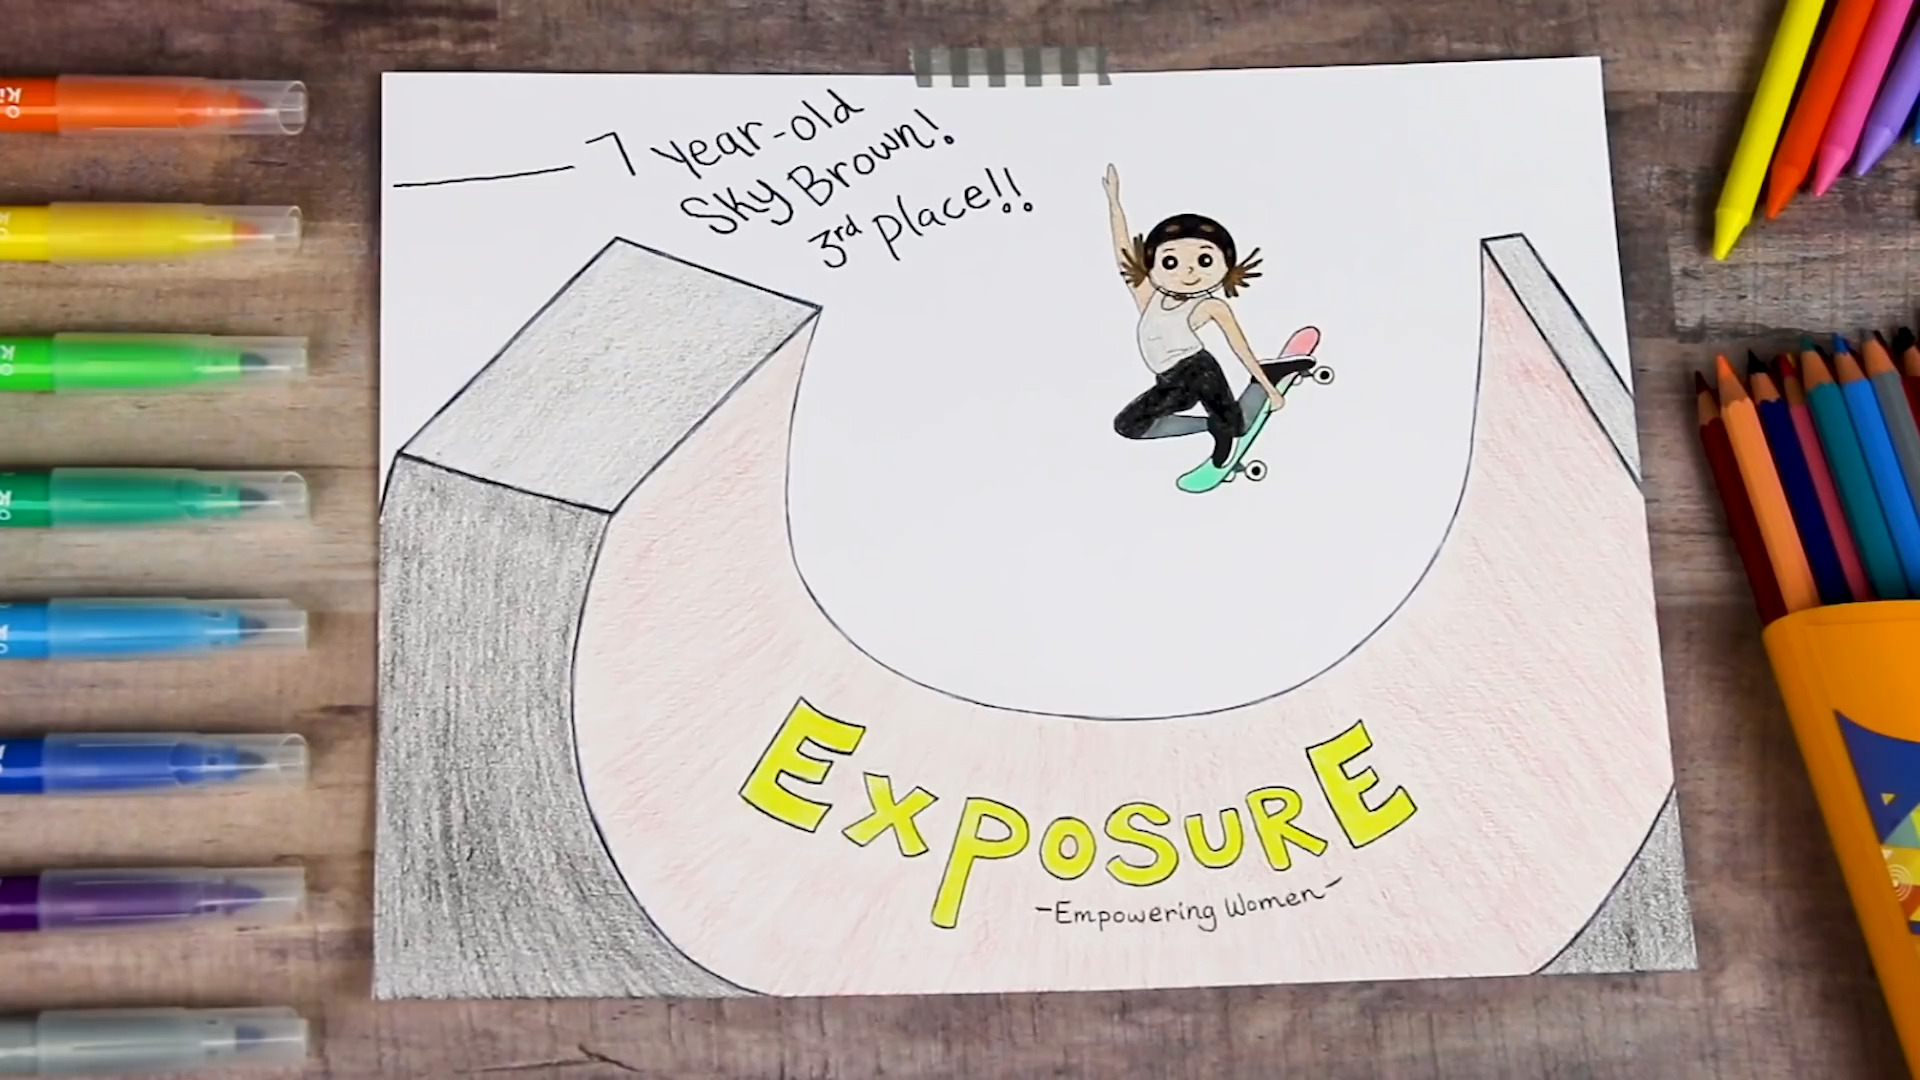 7 year-old
Sky Brown!
3rd place!!
EXPOSURE
-Empowering Women-